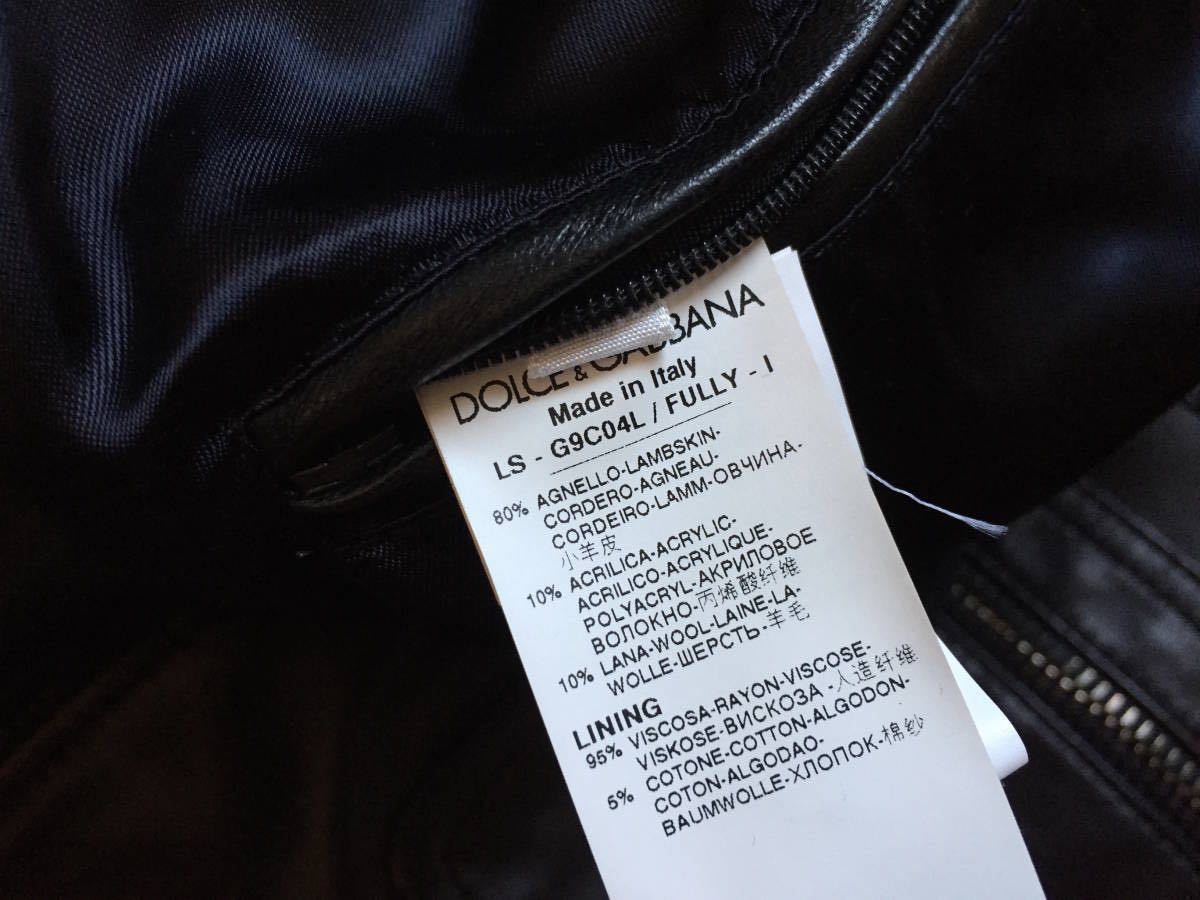 DOLCE & GABBANA
Made in Italy
LS - G9C04L / FULLY - I
80% AGNELLO-LAMBSKIN-
CORDERO-AGNEAU-
CORDEIRO-LAMM-ОВЧИНА-
小羊皮
10% ACRILICA-ACRYLIC-
ACRILICO-ACRYLIQUE-
POLYACRYL-АКРИЛОВОЕ
ВОЛОКНО-丙烯酸纤维
10% LANA-WOOL-LAINE-LA-
WOLLE-ШЕРСТЬ-羊毛
LINING
95% VISCOSA-RAYON-VISCOSE-
VISKOSE-ВИСКОЗА-人造纤维
5% COTONE-COTTON-ALGODON-
COTON-ALGODAO-
BAUMWOLLE-ХЛОПОК-棉纱